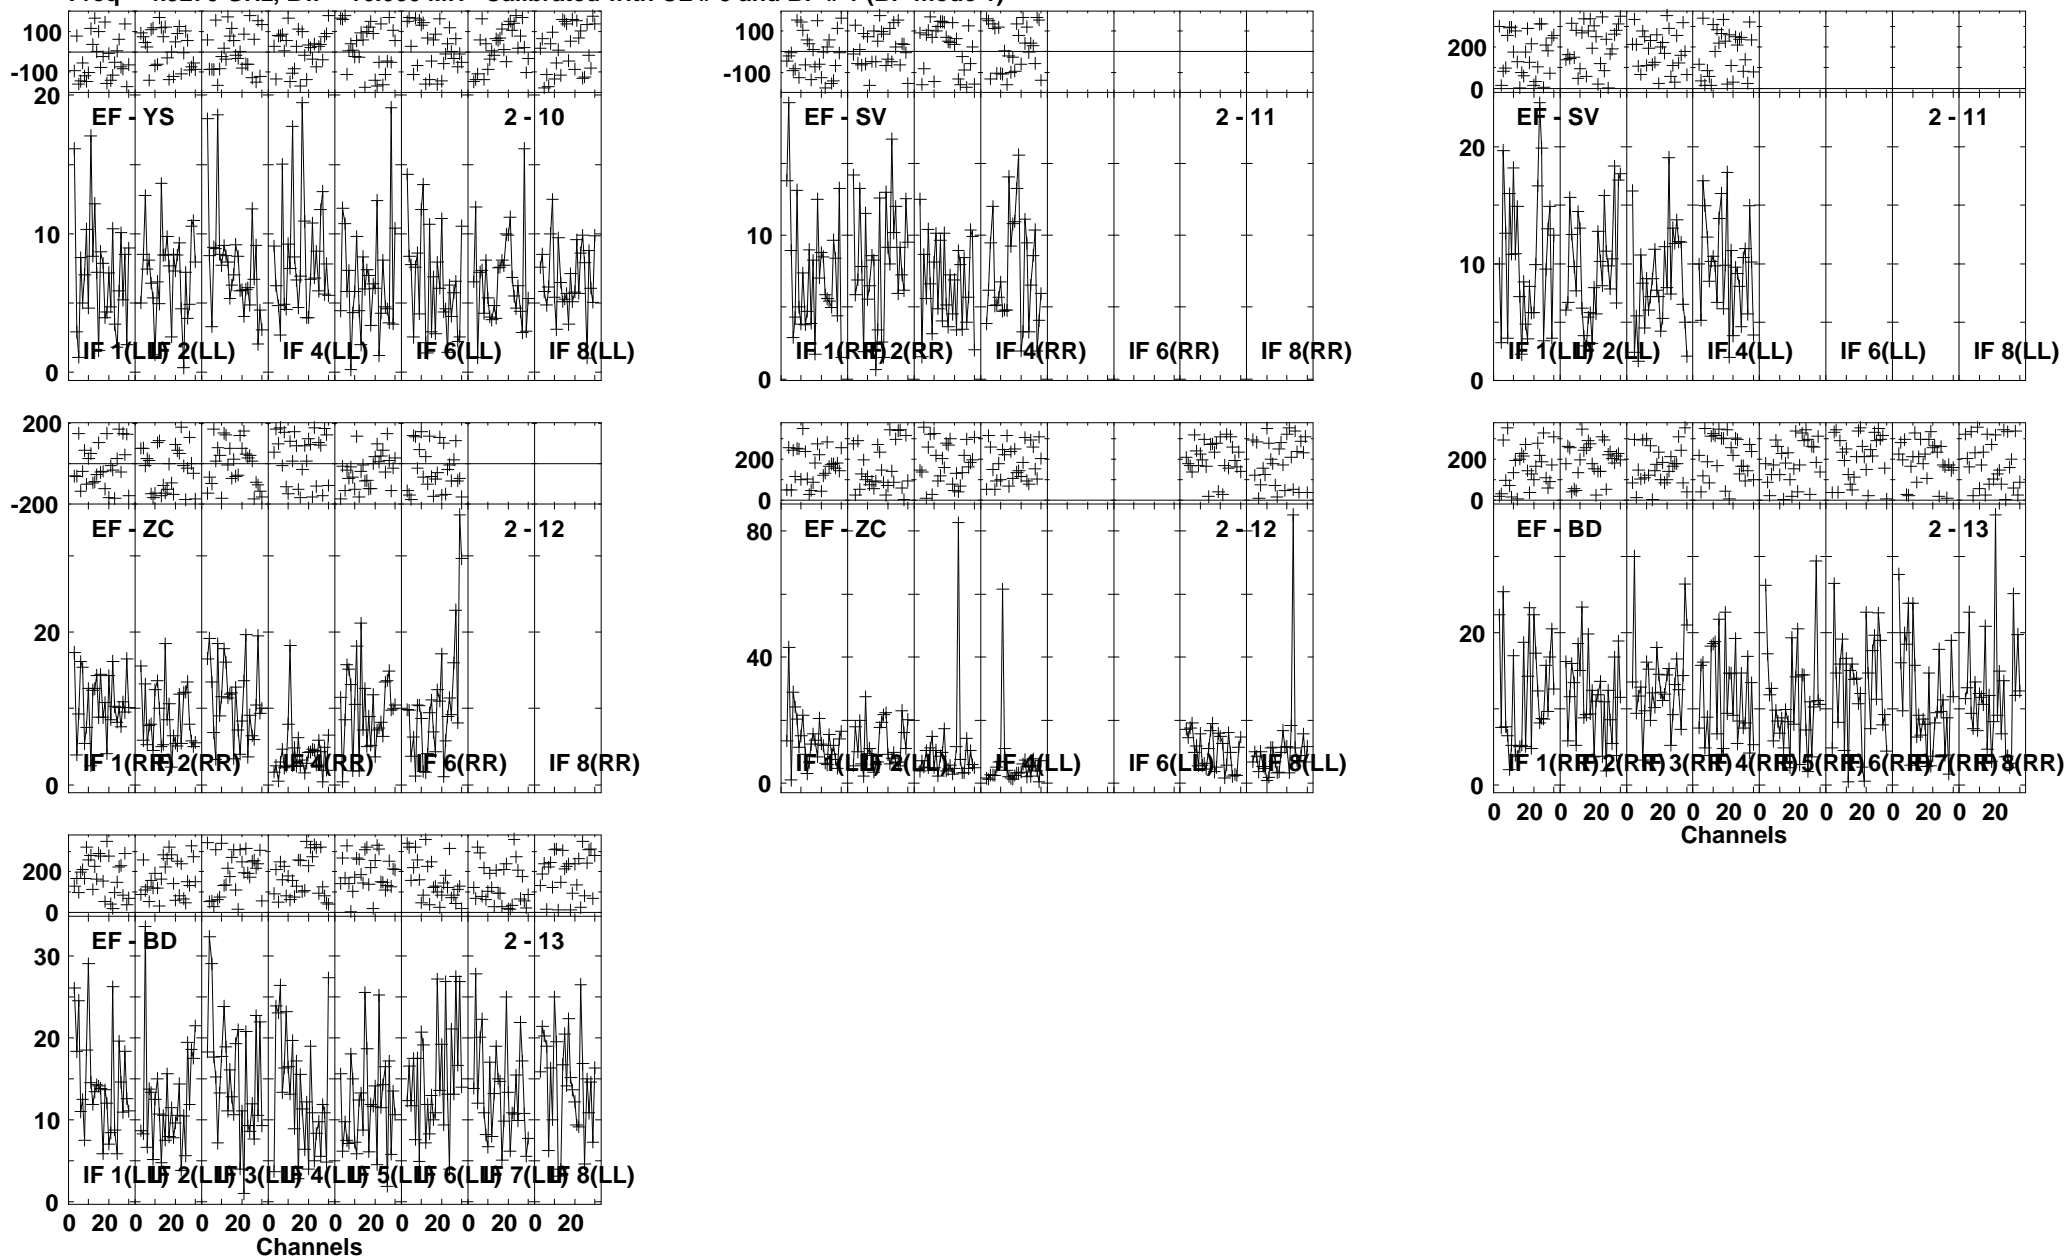 100
-100
20
10
0
EF - YS
2 - 10
IF 1(LL)
IF 2(LL)
IF 4(LL)
IF 6(LL)
IF 8(LL)
100
-100
10
0
EF - SV
2 - 11
IF 1(RR)
IF 2(RR)
IF 4(RR)
IF 6(RR)
IF 8(RR)
200
0
20
10
0
EF - SV
2 - 11
IF 1(LL)
IF 2(LL)
IF 4(LL)
IF 6(LL)
IF 8(LL)
200
-200
20
0
EF - ZC
2 - 12
IF 1(RR)
IF 2(RR)
IF 4(RR)
IF 6(RR)
IF 8(RR)
200
0
80
40
0
EF - ZC
2 - 12
IF 1(LL)
IF 2(LL)
IF 4(LL)
IF 6(LL)
IF 8(LL)
200
0
20
0
EF - BD
2 - 13
IF 1(RR)
IF 2(RR)
IF 3(RR)
IF 4(RR)
IF 5(RR)
IF 6(RR)
IF 7(RR)
IF 8(RR)
0 20 0 20 0 20 0 20 0 20 0 20 0 20 0 20
Channels
200
0
30
20
10
0
EF - BD
2 - 13
IF 1(LL)
IF 2(LL)
IF 3(LL)
IF 4(LL)
IF 5(LL)
IF 6(LL)
IF 7(LL)
IF 8(LL)
0 20 0 20 0 20 0 20 0 20 0 20 0 20 0 20
Channels